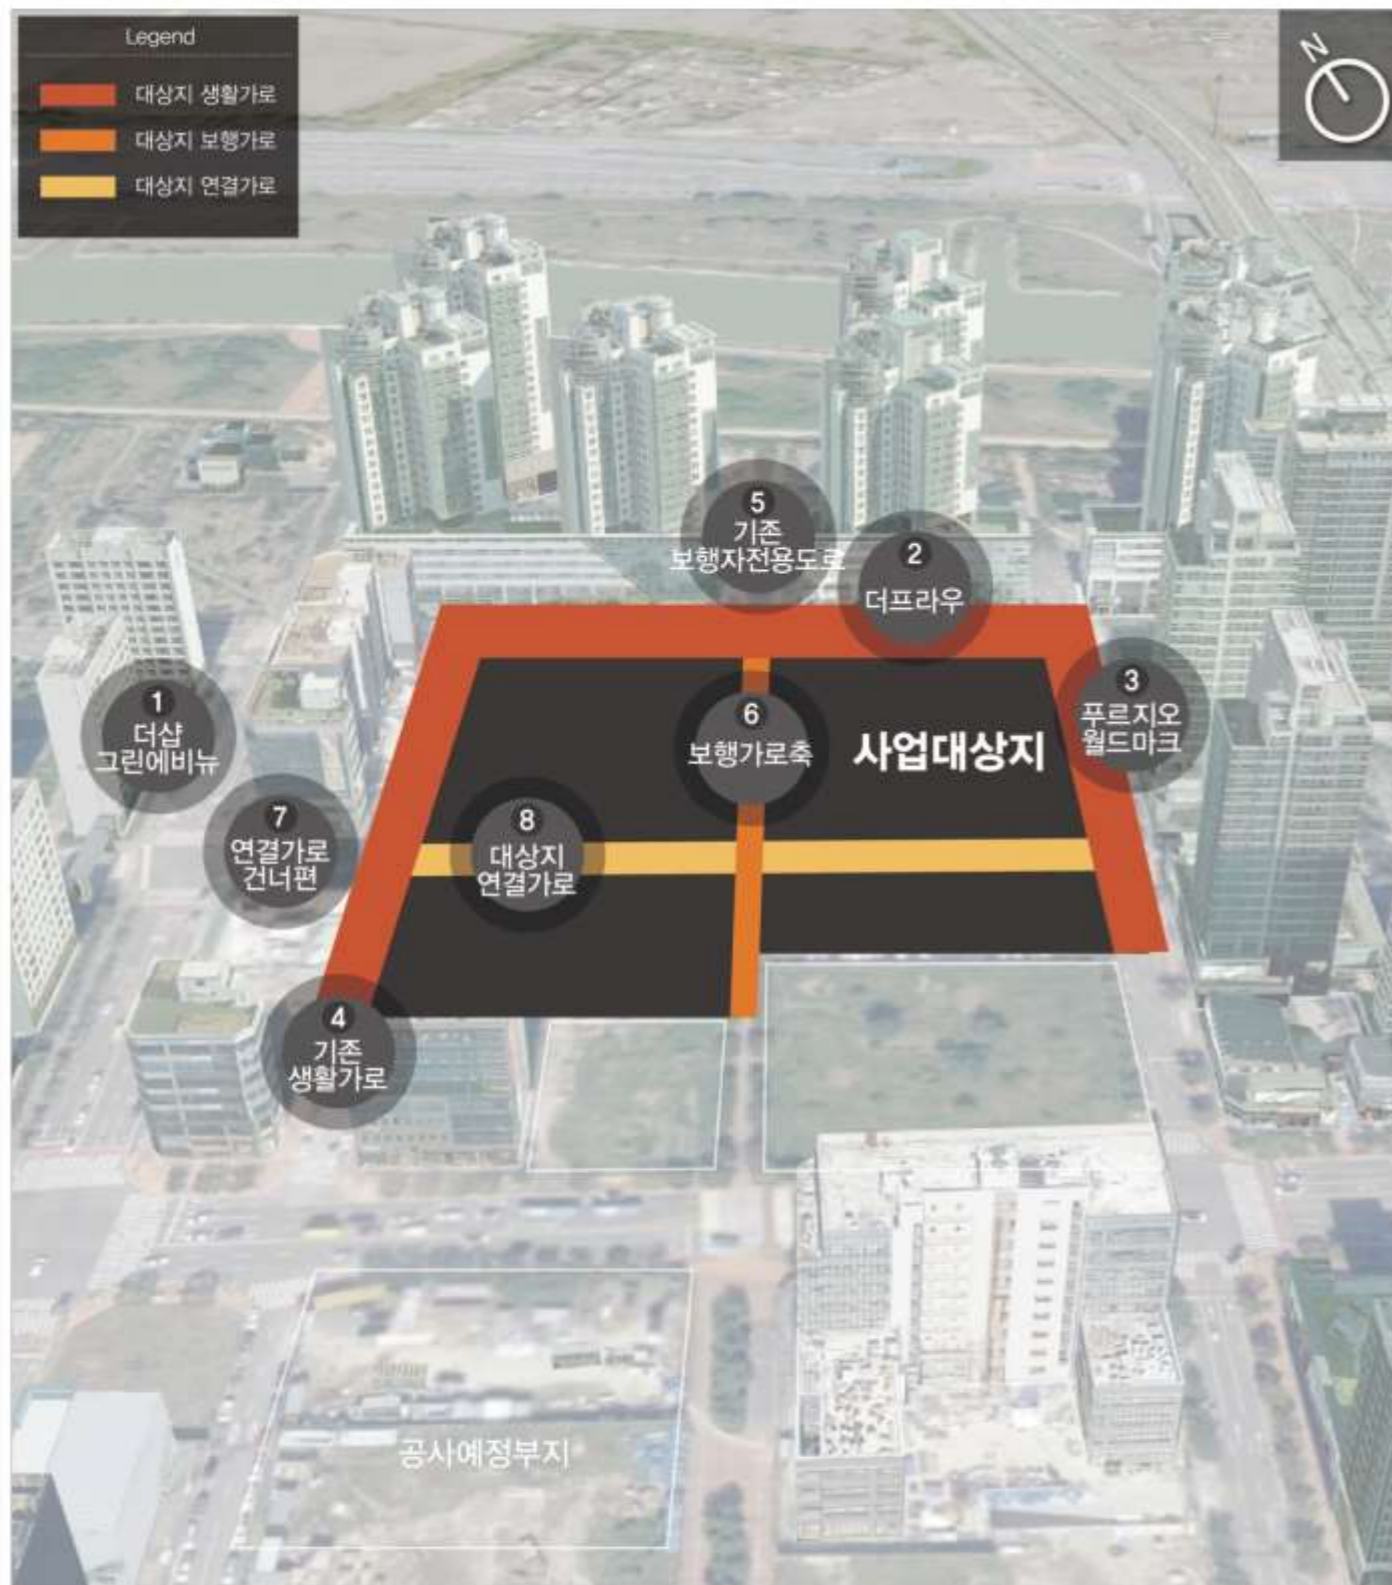 Legend
대상지 생활가로
대상지 보행가로
대상지 연결가로
N
5
기존
보행자전용도로
2
더프라우
1
더샵
그린에비뉴
3
푸르지오
월드마크
6
보행가로축
사업대상지
7
연결가로
건너편
8
대상지
연결가로
4
기존
생활가로
공사예정부지